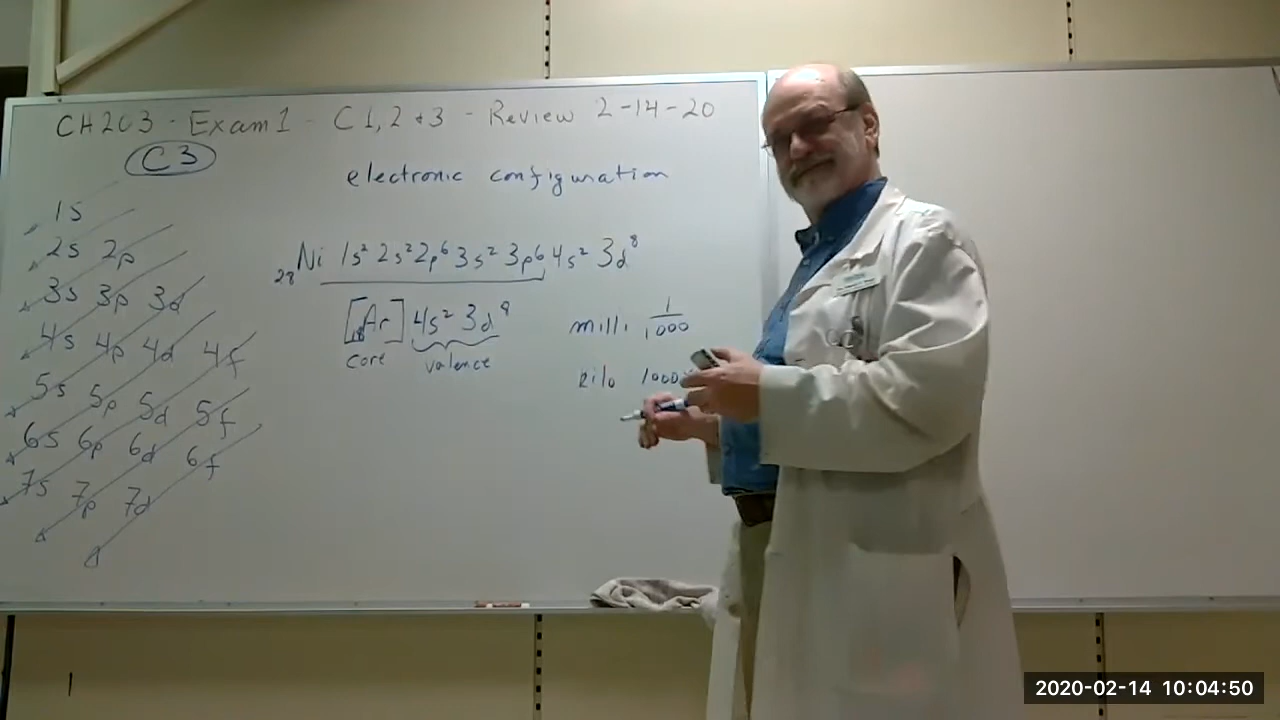 CH203 - Exam 1 - C1,2 + 3 - Review 2-14-20
C3
electronic configuration
1s
2s 2p
3s 3p 3d
4s 4p 4d 4f
5s 5p 5d 5f
6s 6p 6d 6f
7s 7p 7d
₂₈Ni 1s² 2s² 2p⁶ 3s² 3p⁶ 4s² 3d⁸
[₁₈Ar] 4s² 3d⁸
core valence
milli 1/1000
kilo 1000
2020-02-14 10:04:50